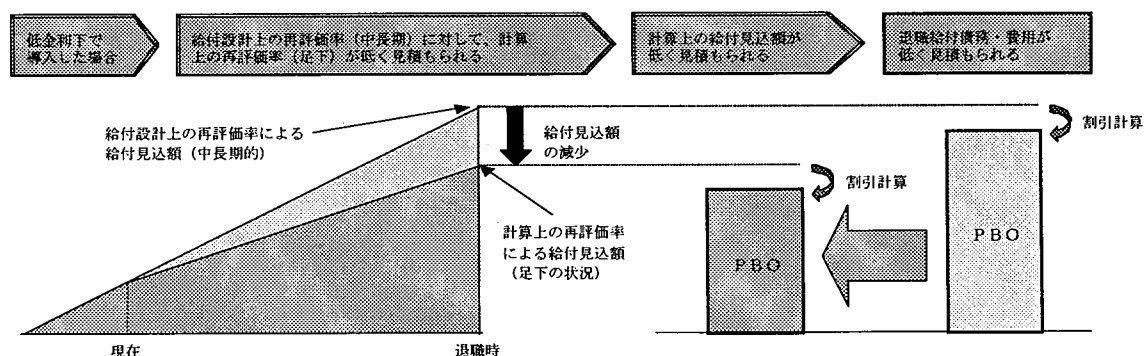 低金利下で
導入した場合
給付設計上の再評価率（中長期）に対して、計算
上の再評価率（足下）が低く見積もられる
計算上の給付見込額が
低く見積もられる
退職給付債務・費用が
低く見積もられる
給付設計上の再評価率による
給付見込額（中長期的）
給付見込額
の減少
割引計算
割引計算
計算上の再評価率
による給付見込額
（足下の状況）
PBO
PBO
現在
退職時